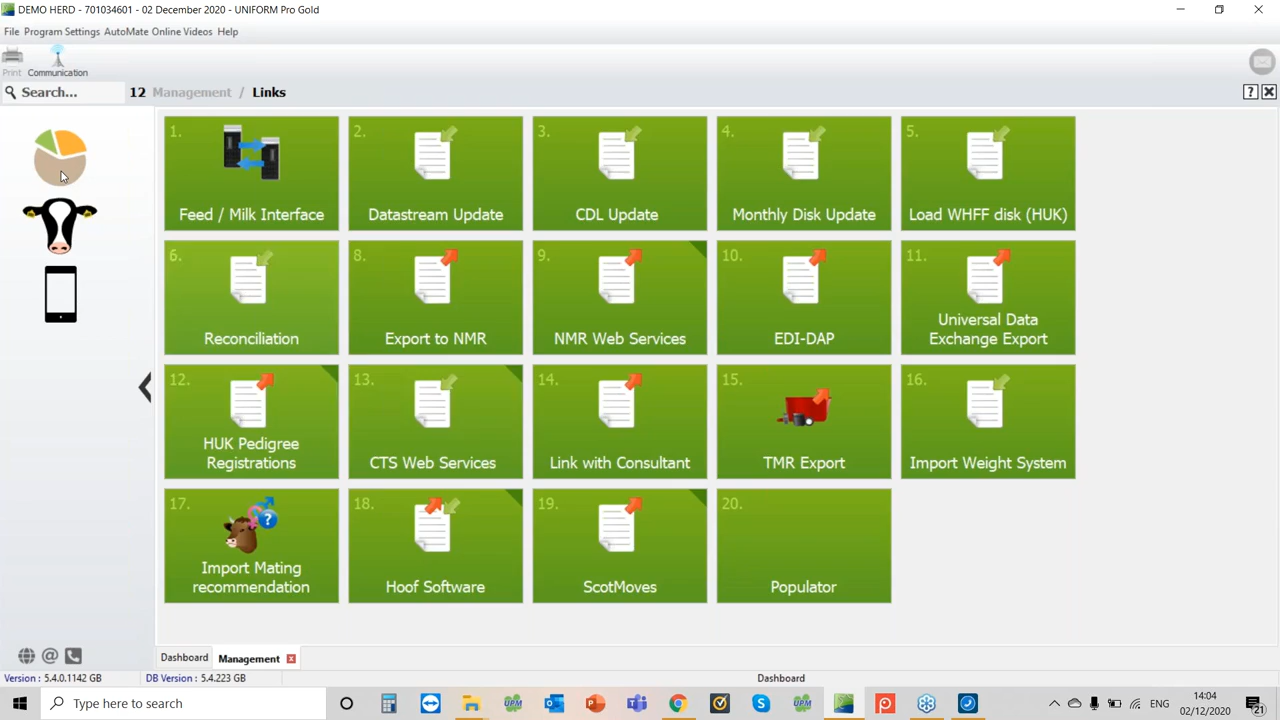 DEMO HERD - 701034601 - 02 December 2020 - UNIFORM Pro Gold
File Program Settings AutoMate Online Videos Help
Print Communication
Search... 12 Management / Links ?
1. 2. 3. 4. 5.
Feed / Milk Interface Datastream Update CDL Update Monthly Disk Update Load WHFF disk (HUK)
6. 8. 9. 10. 11.
Reconciliation Export to NMR NMR Web Services EDI-DAP Universal Data
Exchange Export
12. 13. 14. 15. 16.
HUK Pedigree
Registrations CTS Web Services Link with Consultant TMR Export Import Weight System
17. 18. 19. 20.
?
Import Mating
recommendation Hoof Software ScotMoves Populator
@
Dashboard Management
Version : 5.4.0.1142 GB DB Version : 5.4.223 GB Dashboard
Type here to search UPM UPM ENG 14:04
02/12/2020 21